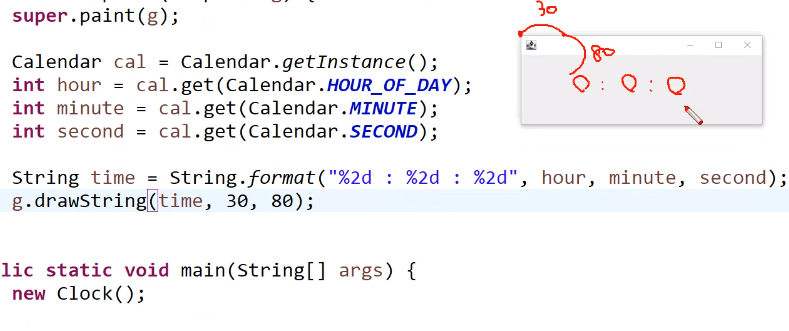 super.paint(g);
Calendar cal = Calendar.getInstance();
int hour = cal.get(Calendar.HOUR_OF_DAY);
int minute = cal.get(Calendar.MINUTE);
int second = cal.get(Calendar.SECOND);
String time = String.format("%2d : %2d : %2d", hour, minute, second);
g.drawString(time, 30, 80);
lic static void main(String[] args) {
new Clock();
30
80
0 : 0 : 0